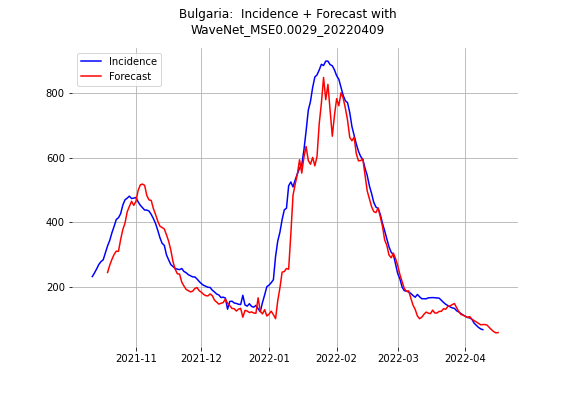 Bulgaria:  Incidence + Forecast with
WaveNet_MSE0.0029_20220409
Incidence
Forecast
800
600
400
200
2021-11 2021-12 2022-01 2022-02 2022-03 2022-04